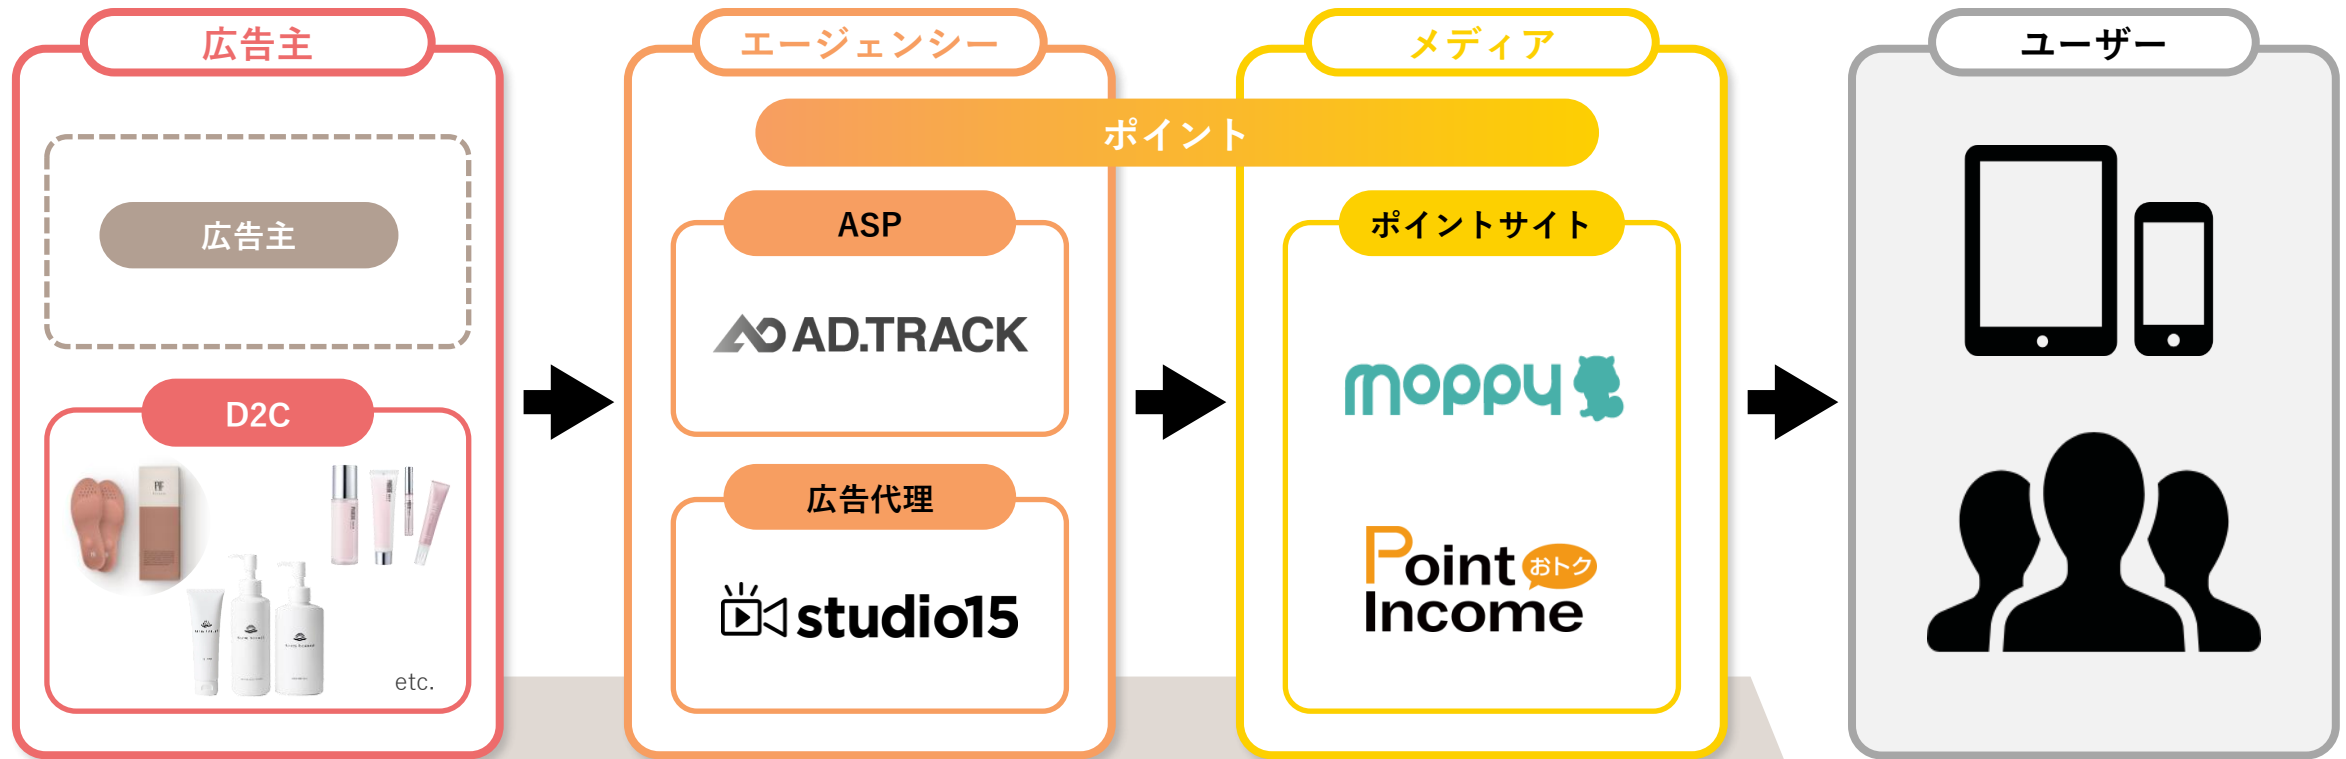 広告主
広告主
D2C
etc.
エージェンシー
ポイント
ASP
AD.TRACK
広告代理
studio15
メディア
ポイントサイト
moppy
Point おトク
Income
ユーザー